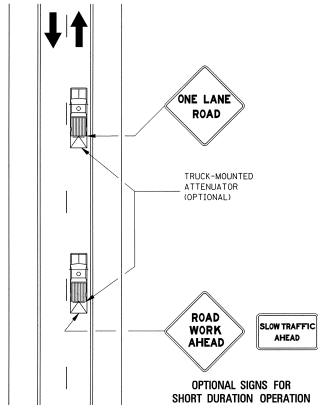 ONE LANE
ROAD
TRUCK-MOUNTED
ATTENUATOR
(OPTIONAL)
ROAD
WORK
AHEAD
SLOW TRAFFIC
AHEAD
OPTIONAL SIGNS FOR
SHORT DURATION OPERATION